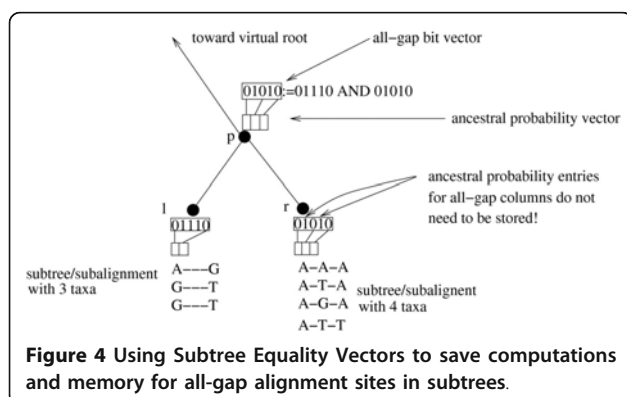 toward virtual root
all-gap bit vector
01010:=01110 AND 01010
ancestral probability vector
p
ancestral probability entries
for all-gap columns do not
need to be stored!
l
r
01110
01010
subtree/subalignment
with 3 taxa
A---G
G---T
G---T
A-A-A
A-T-A
A-G-A
A-T-T
subtree/subalignent
with 4 taxa
Figure 4 Using Subtree Equality Vectors to save computations
and memory for all-gap alignment sites in subtrees.